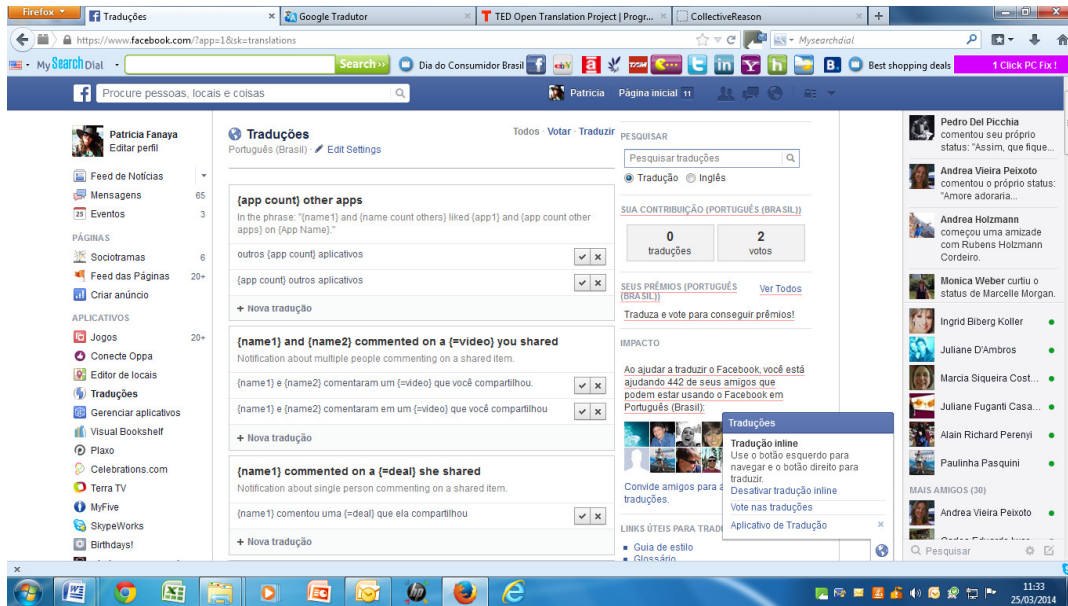 Firefox
Traduções
Google Tradutor
TED Open Translation Project | Progr...
CollectiveReason
https://www.facebook.com/?app=1&sk=translations
Mysearchdial
My Search Dial
Search
Dia do Consumidor Brasil
Best shopping deals
1 Click PC Fix !
Procure pessoas, locais e coisas
Patricia
Página inicial 11
Patricia Fanaya
Editar perfil
Feed de Notícias
Mensagens 65
Eventos 3
PÁGINAS
Sociotramas 6
Feed das Páginas 20+
Criar anúncio
APLICATIVOS
Jogos 20+
Conecte Oppa
Editor de locais
Traduções
Gerenciar aplicativos
Visual Bookshelf
Plaxo
Celebrations.com
Terra TV
MyFive
SkypeWorks
Birthdays!
Traduções
Todos · Votar · Traduzir
Português (Brasil) · Edit Settings
{app count} other apps
In the phrase: "{name1} and {name count others} liked {app1} and {app count other
apps} on {App Name}."
outros {app count} aplicativos
{app count} outros aplicativos
+ Nova tradução
{name1} and {name2} commented on a {=video} you shared
Notification about multiple people commenting on a shared item.
{name1} e {name2} comentaram um {=video} que você compartilhou.
{name1} e {name2} comentaram em um {=video} que você compartilhou
+ Nova tradução
{name1} commented on a {=deal} she shared
Notification about single person commenting on a shared item.
{name1} comentou uma {=deal} que ela compartilhou
+ Nova tradução
PESQUISAR
Pesquisar traduções
Tradução Inglês
SUA CONTRIBUIÇÃO (PORTUGUÊS (BRASIL))
0
traduções
2
votos
SEUS PRÊMIOS (PORTUGUÊS
(BRASIL))
Ver Todos
Traduza e vote para conseguir prêmios!
IMPACTO
Ao ajudar a traduzir o Facebook, você está
ajudando 442 de seus amigos que
podem estar usando o Facebook em
Português (Brasil):
Convide amigos para a
traduções.
LINKS ÚTEIS PARA TRAD
Guia de estilo
Glossário
Traduções
Tradução inline
Use o botão esquerdo para
navegar e o botão direito para
traduzir.
Desativar tradução inline
Vote nas traduções
Aplicativo de Tradução
Pedro Del Picchia
comentou seu próprio
status: "Assim, que fique...
Andrea Vieira Peixoto
comentou o próprio status:
"Amore adoraria...
Andrea Holzmann
começou uma amizade
com Rubens Holzmann
Cordeiro.
Monica Weber curtiu o
status de Marcelle Morgan.
Ingrid Biberg Koller
Juliane D'Ambros
Marcia Siqueira Cost...
Juliane Fuganti Casa...
Alain Richard Perenyi
Paulinha Pasquini
MAIS AMIGOS (30)
Andrea Vieira Peixoto
Pesquisar
11:33
25/03/2014